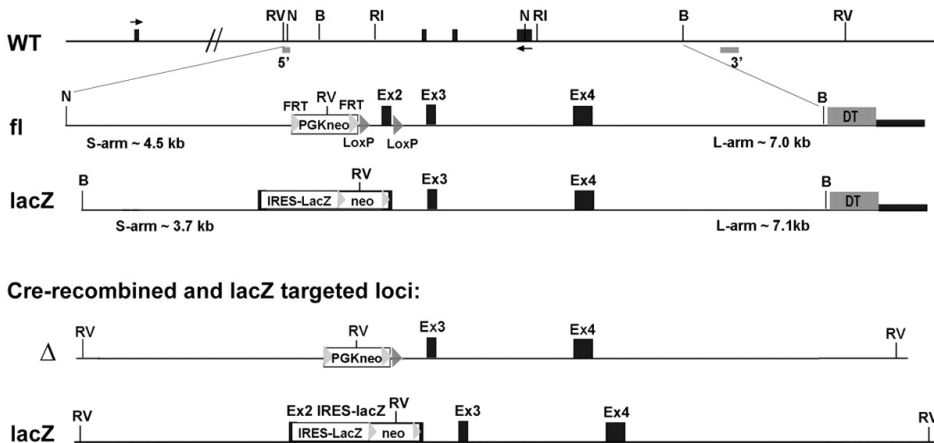 RV N B RI N RI B RV
WT
5' 3'
N FRT RV FRT Ex2 Ex3 Ex4 B
fl PGKneo DT
LoxP LoxP
S-arm ~ 4.5 kb L-arm ~ 7.0 kb
B RV Ex3 Ex4 B
lacZ IRES-LacZ neo DT
S-arm ~ 3.7 kb L-arm ~ 7.1kb
Cre-recombined and lacZ targeted loci:
RV RV Ex3 Ex4 RV
Δ PGKneo
RV Ex2 IRES-lacZ RV Ex3 Ex4 RV
lacZ IRES-LacZ neo